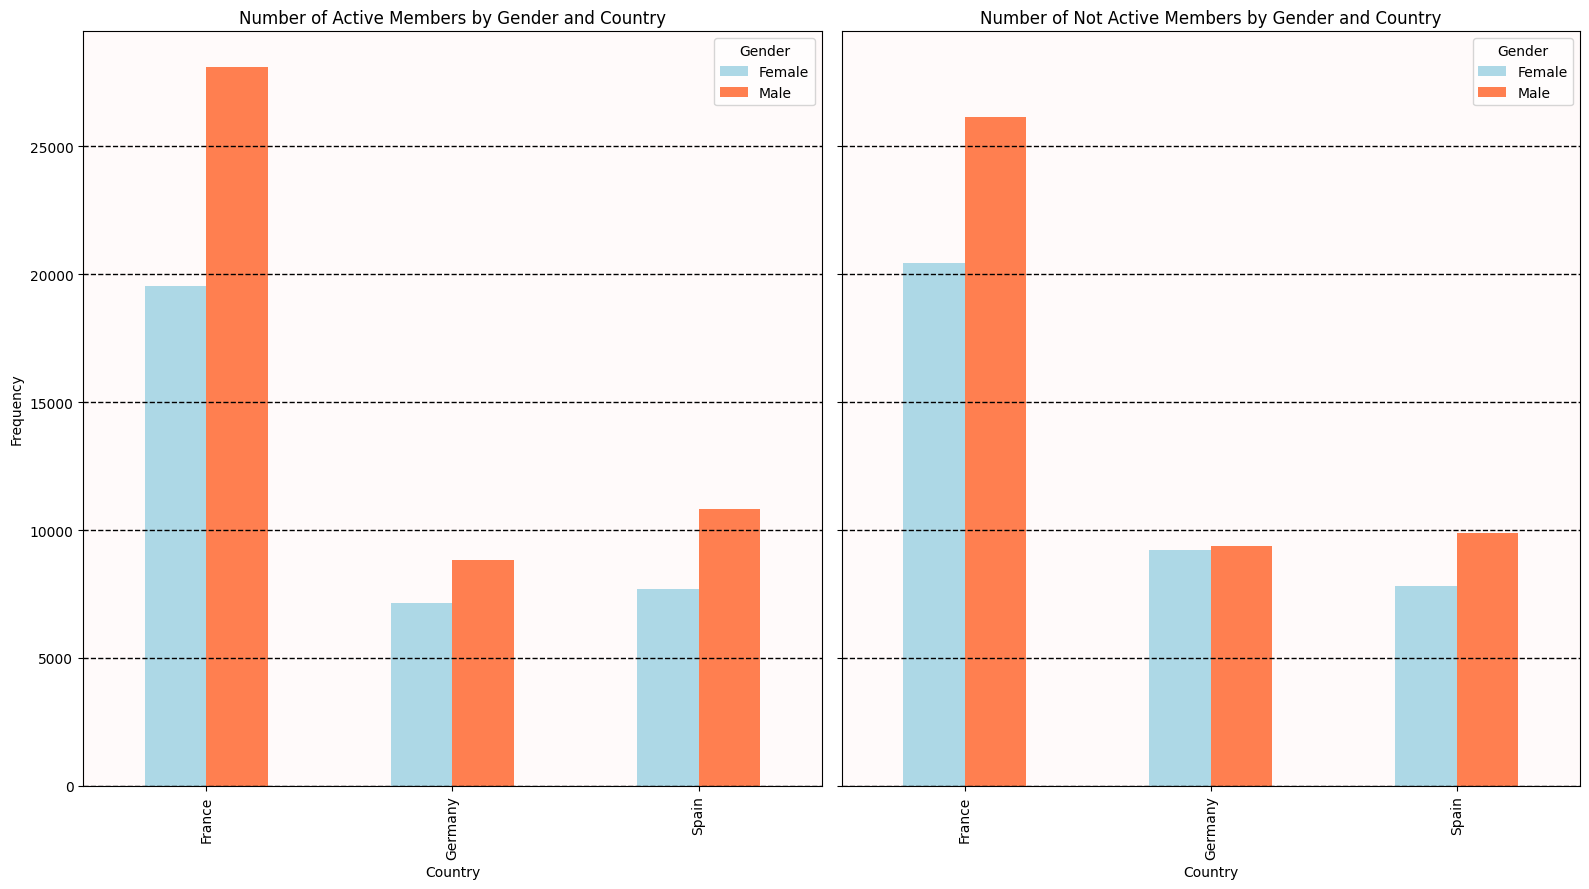 Number of Active Members by Gender and Country
Gender
Female
Male
Frequency
25000
20000
15000
10000
5000
0
France
Germany
Spain
Country
Number of Not Active Members by Gender and Country
Gender
Female
Male
France
Germany
Spain
Country